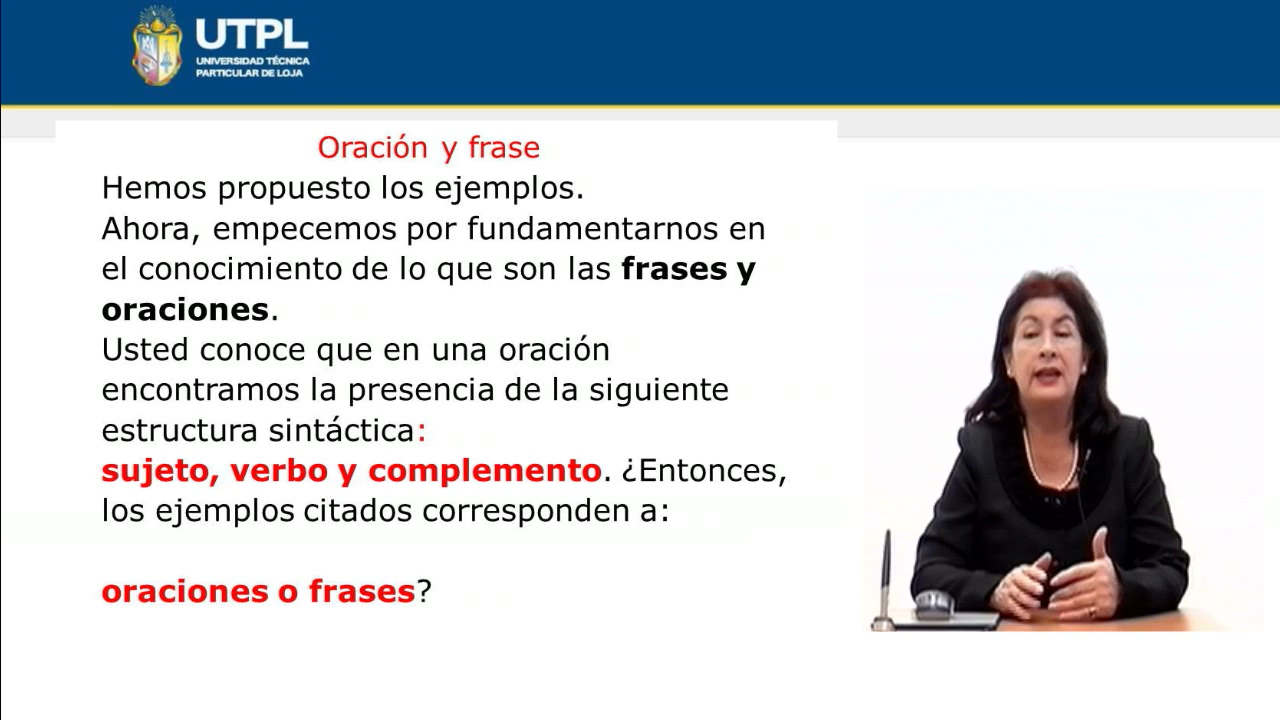 UTPL
UNIVERSIDAD TÉCNICA
PARTICULAR DE LOJA
Oración y frase
Hemos propuesto los ejemplos.
Ahora, empecemos por fundamentarnos en
el conocimiento de lo que son las frases y
oraciones.
Usted conoce que en una oración
encontramos la presencia de la siguiente
estructura sintáctica:
sujeto, verbo y complemento. ¿Entonces,
los ejemplos citados corresponden a:
oraciones o frases?